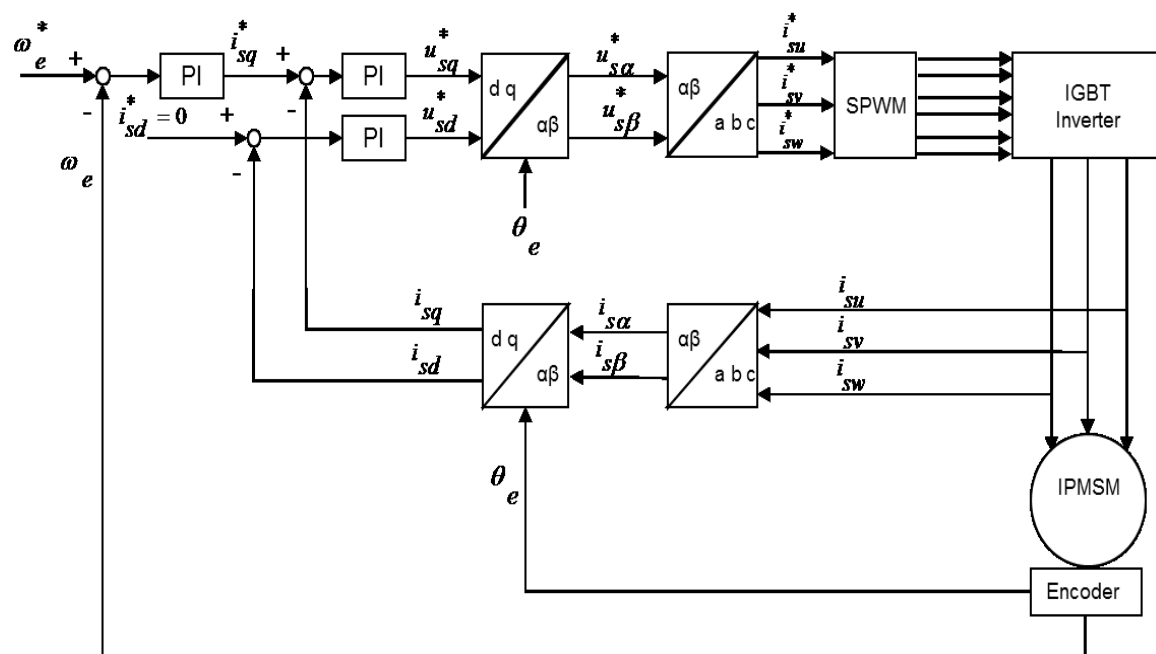 ω*e
+
-
PI
i*sq
+
-
PI
u*sq
i*sd = 0
+
-
PI
u*sd
d q
αβ
θe
u*sα
u*sβ
αβ
a b c
i*su
i*sv
i*sw
SPWM
IGBT
Inverter
ωe
isq
isd
d q
αβ
isα
isβ
αβ
a b c
isu
isv
isw
θe
IPMSM
Encoder